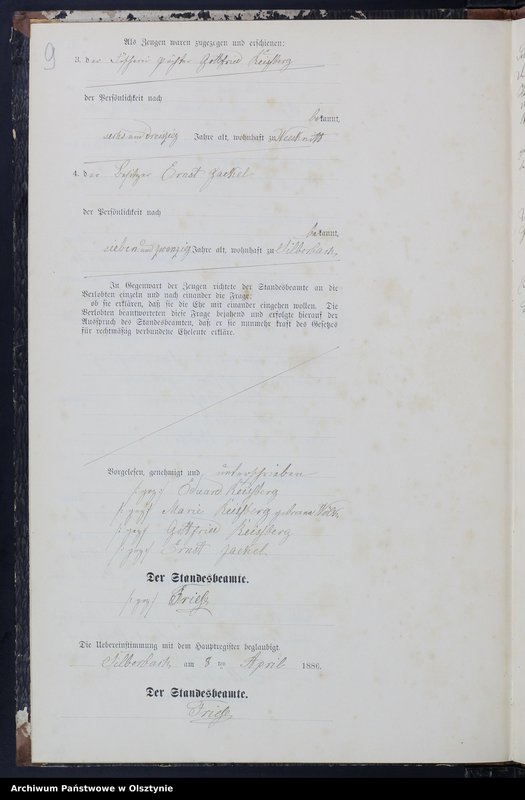 9
Als Zeugen waren zugezogen und erschienen:
3. der Gottfried Reißberg
der Persönlichkeit nach
bekannt,
sechs und dreißig Jahre alt, wohnhaft zu
4. der Besitzer Ernst Jackel
der Persönlichkeit nach
bekannt,
sieben und zwanzig Jahre alt, wohnhaft zu Silberbach.
In Gegenwart der Zeugen richtete der Standesbeamte an die
Verlobten einzeln und nach einander die Frage:
ob sie erklären, daß sie die Ehe mit einander eingehen wollen. Die
Verlobten beantworteten diese Frage bejahend und erfolgte hierauf der
Ausspruch des Standesbeamten, daß er sie nunmehr kraft des Gesetzes
für rechtmäßig verbundene Eheleute erkläre.
Vorgelesen, genehmigt und unterschrieben
(gez) Eduard Reißberg
(gez) Marie Reißberg geborene
(gez) Gottfried Reißberg
(gez) Ernst Jackel
Der Standesbeamte.
(gez)
Die Uebereinstimmung mit dem Hauptregister beglaubigt.
Silberbach am 8 ten April 1886.
Der Standesbeamte.
Archiwum Państwowe w Olsztynie